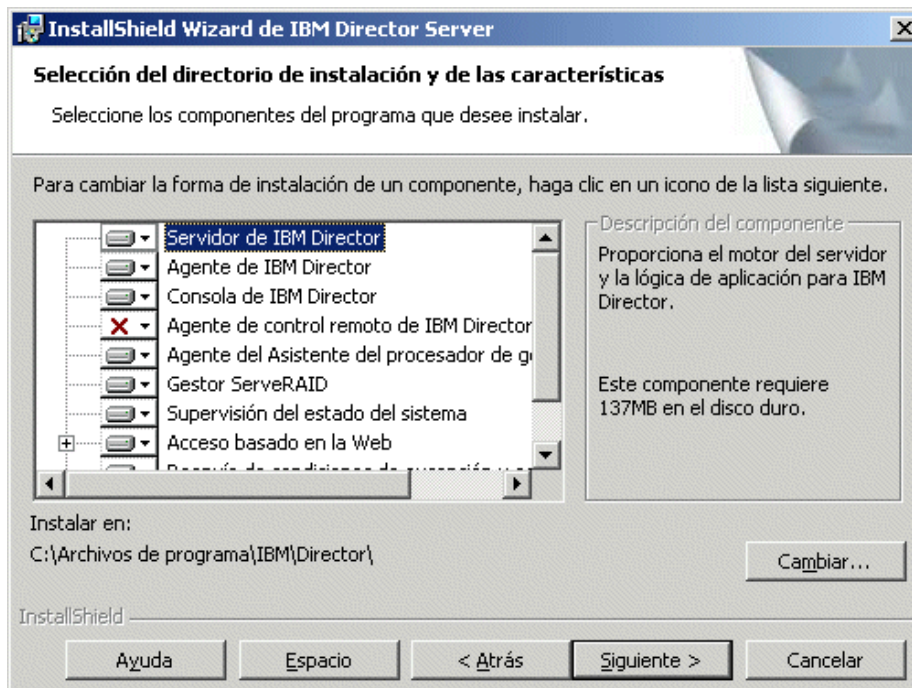 InstallShield Wizard de IBM Director Server
Selección del directorio de instalación y de las características
Seleccione los componentes del programa que desee instalar.
Para cambiar la forma de instalación de un componente, haga clic en un icono de la lista siguiente.
Servidor de IBM Director
Agente de IBM Director
Consola de IBM Director
Agente de control remoto de IBM Director
Agente del Asistente del procesador de
Gestor ServeRAID
Supervisión del estado del sistema
Acceso basado en la Web
Descripción del componente
Proporciona el motor del servidor
y la lógica de aplicación para IBM
Director.
Este componente requiere
137MB en el disco duro.
Instalar en:
C:\Archivos de programa\IBM\Director\
Cambiar...
InstallShield
Ayuda
Espacio
< Atrás
Siguiente >
Cancelar